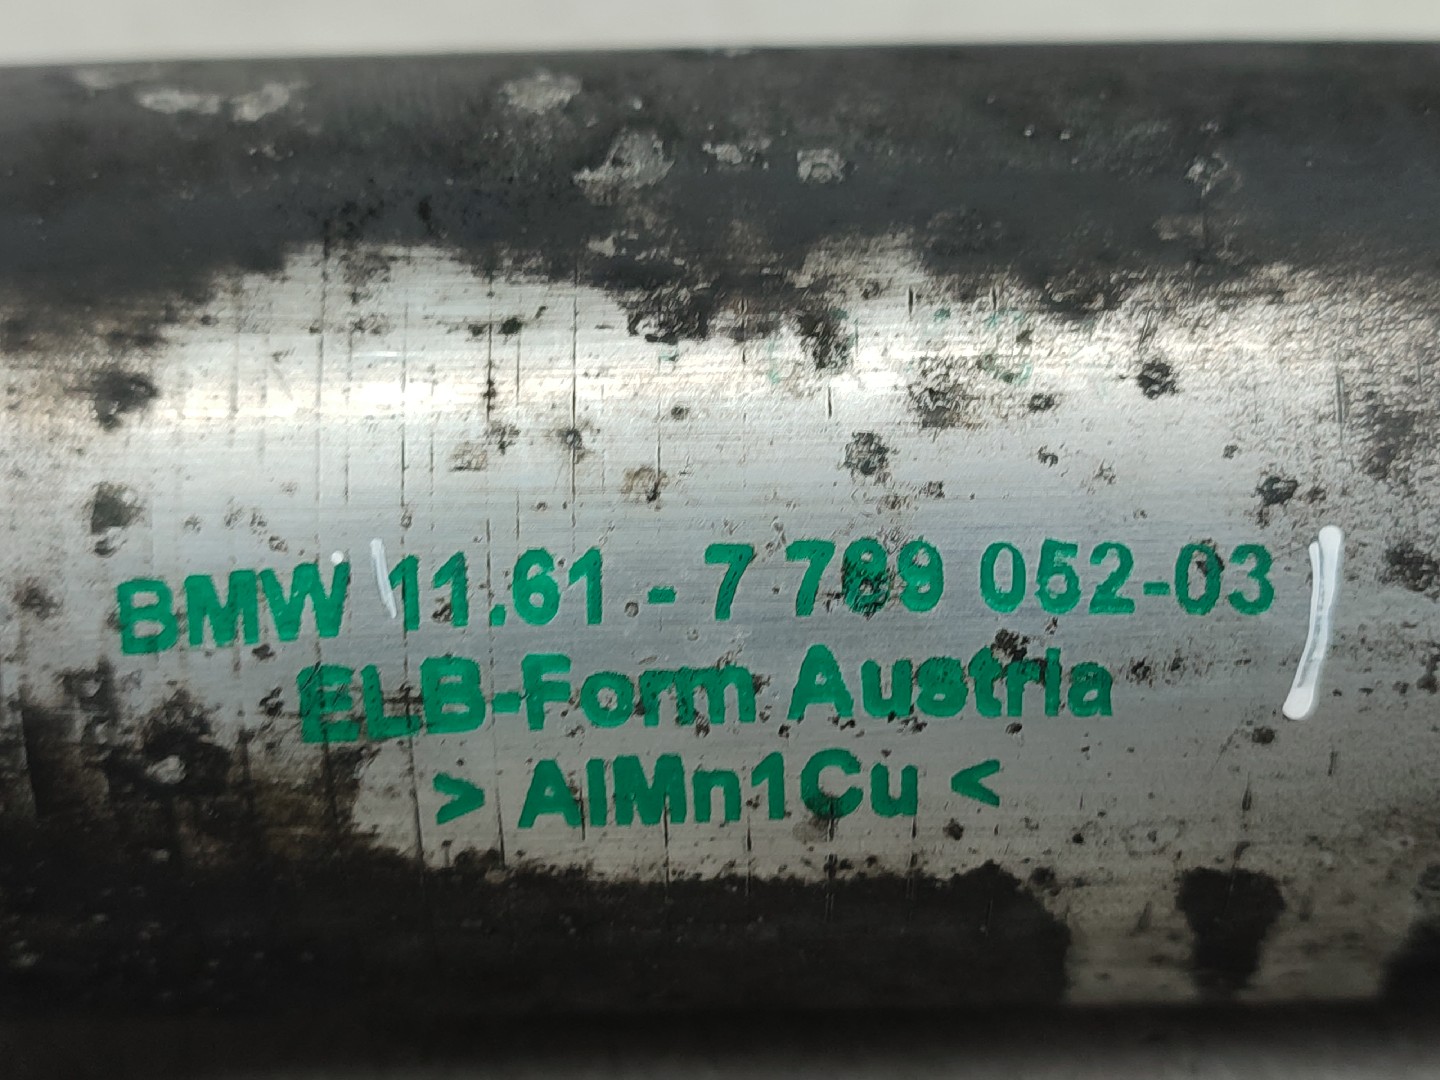 BMW 11.61 - 7 789 052-03
ELB-Form Austria
> AlMn1Cu <